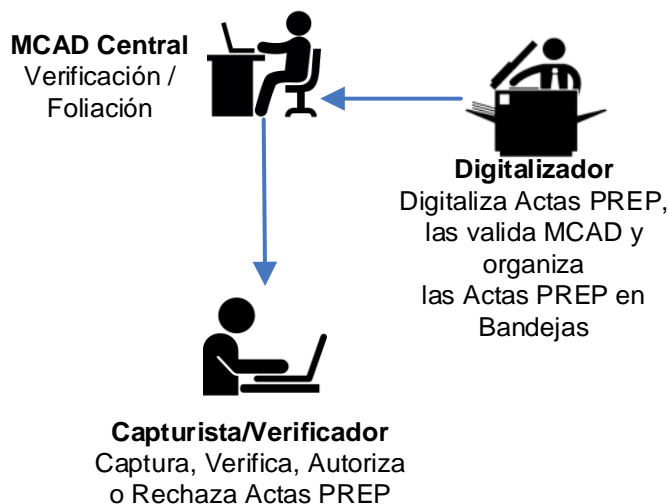 MCAD Central
Verificación /
Foliación
Digitalizador
Digitaliza Actas PREP,
las valida MCAD y
organiza
las Actas PREP en
Bandejas
Capturista/Verificador
Captura, Verifica, Autoriza
o Rechaza Actas PREP